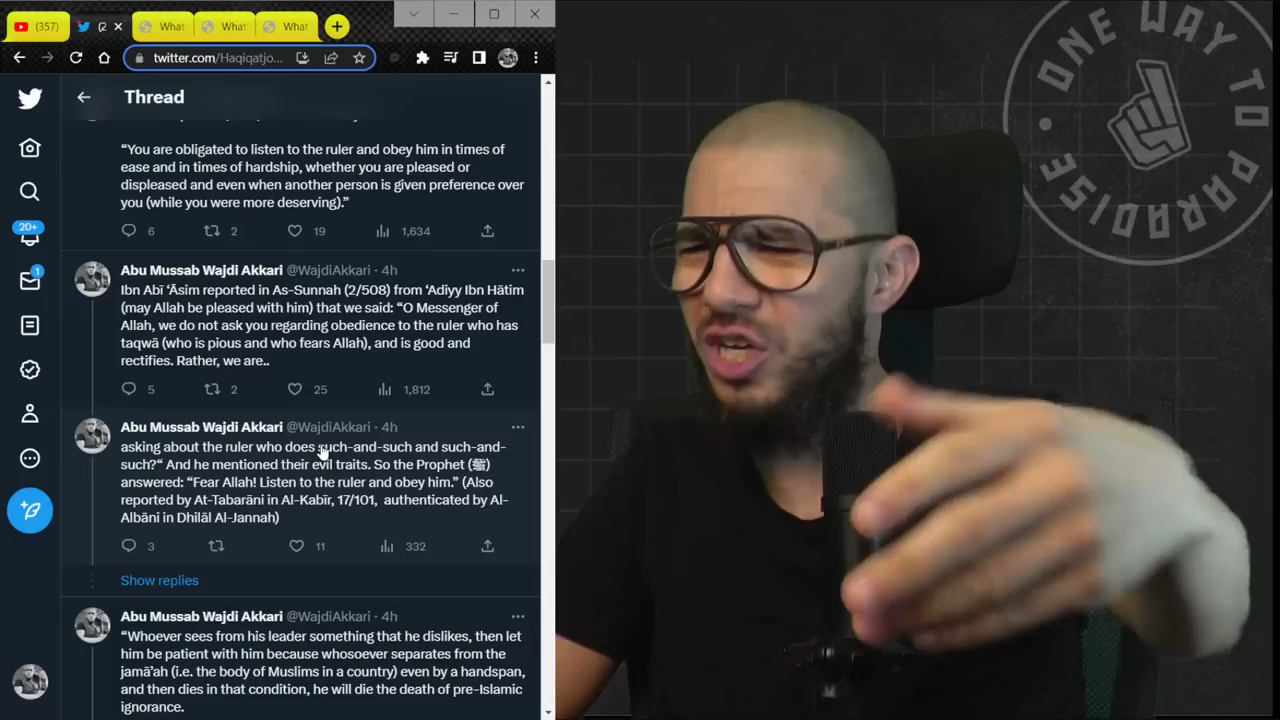 (357)
(2
What
What
What
twitter.com/Haqiqatjo...
Thread
"You are obligated to listen to the ruler and obey him in times of
ease and in times of hardship, whether you are pleased or
displeased and even when another person is given preference over
you (while you were more deserving)."
6 2 19 1,634
Abu Mussab Wajdi Akkari @WajdiAkkari · 4h
Ibn Abī 'Āsim reported in As-Sunnah (2/508) from 'Adiyy Ibn Hātim
(may Allah be pleased with him) that we said: "O Messenger of
Allah, we do not ask you regarding obedience to the ruler who has
taqwā (who is pious and who fears Allah), and is good and
rectifies. Rather, we are..
5 2 25 1,812
Abu Mussab Wajdi Akkari @WajdiAkkari · 4h
asking about the ruler who does such-and-such and such-and-
such?" And he mentioned their evil traits. So the Prophet (ﷺ)
answered: "Fear Allah! Listen to the ruler and obey him." (Also
reported by At-Tabarāni in Al-Kabīr, 17/101, authenticated by Al-
Albāni in Dhilāl Al-Jannah)
3 11 332
Show replies
Abu Mussab Wajdi Akkari @WajdiAkkari · 4h
"Whoever sees from his leader something that he dislikes, then let
him be patient with him because whosoever separates from the
jamā'ah (i.e. the body of Muslims in a country) even by a handspan,
and then dies in that condition, he will die the death of pre-Islamic
ignorance.
20+
1
ONE WAY TO PARADISE